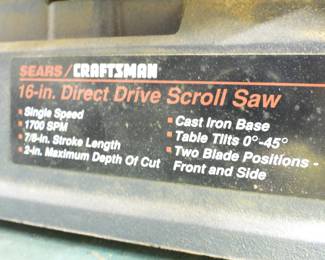 SEARS / CRAFTSMAN
16-in. Direct Drive Scroll Saw
▪ Single Speed
▪ 1700 SPM
▪ 7/8-in. Stroke Length
▪ 2-in. Maximum Depth Of Cut
▪ Cast Iron Base
▪ Table Tilts 0°-45°
▪ Two Blade Positions -
Front and Side